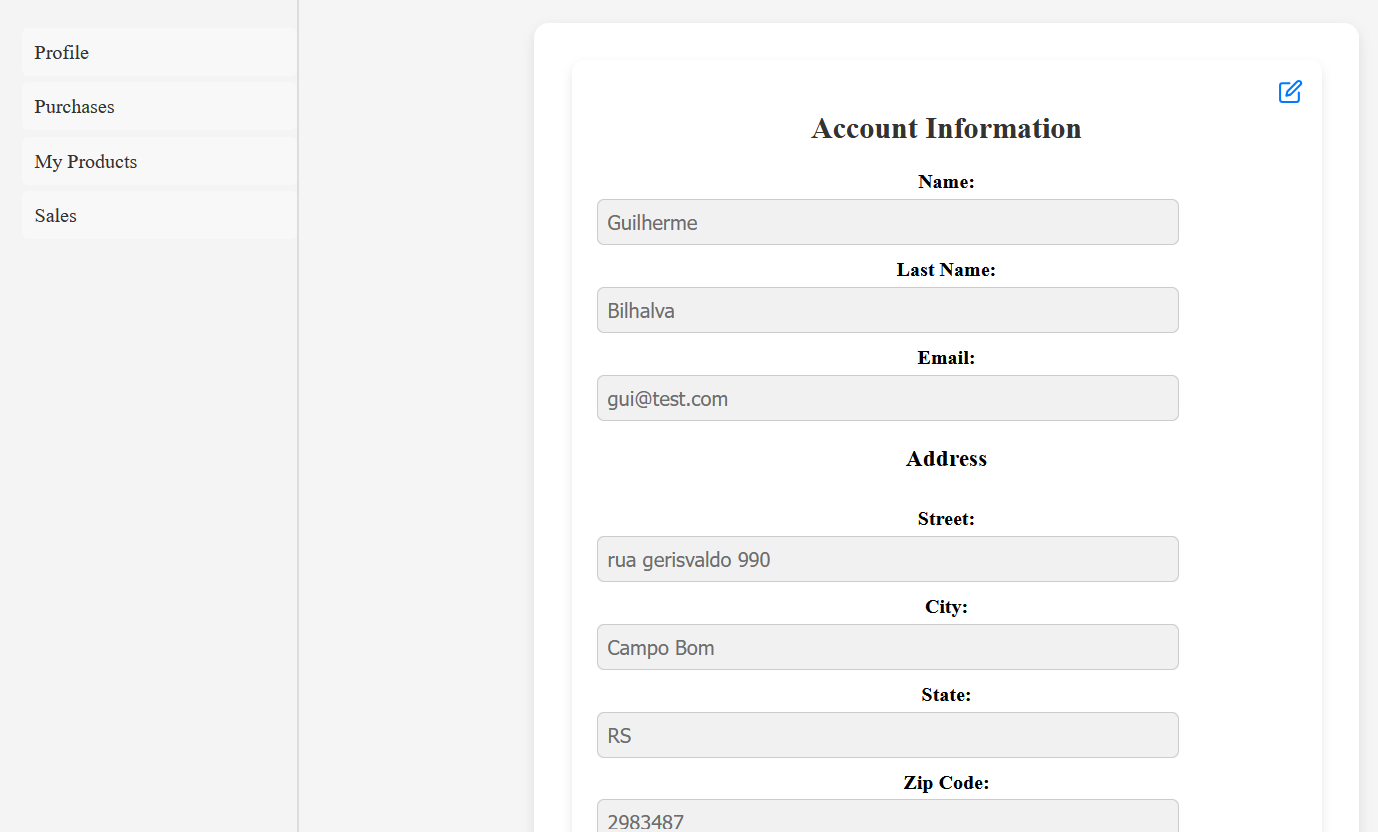 Profile
Purchases
My Products
Sales
Account Information
Name:
Guilherme
Last Name:
Bilhalva
Email:
gui@test.com
Address
Street:
rua gerisvaldo 990
City:
Campo Bom
State:
RS
Zip Code:
2983487